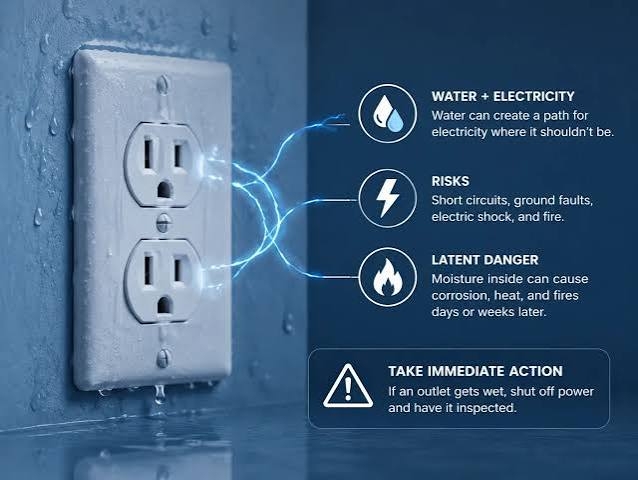 WATER + ELECTRICITY
Water can create a path for
electricity where it shouldn't be.
RISKS
Short circuits, ground faults,
electric shock, and fire.
LATENT DANGER
Moisture inside can cause
corrosion, heat, and fires
days or weeks later.
TAKE IMMEDIATE ACTION
If an outlet gets wet, shut off power
and have it inspected.